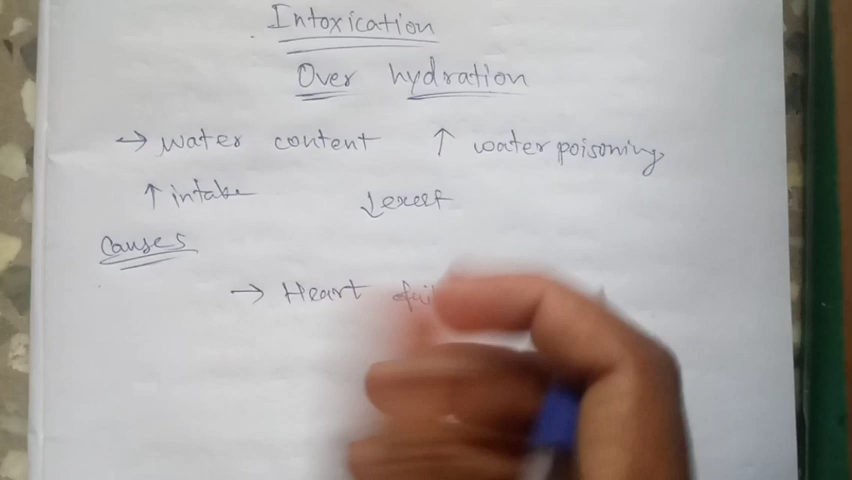 Intoxication
Over hydration
→ water content ↑ water poisoning
↑ intake ↓
Causes
→ Heart